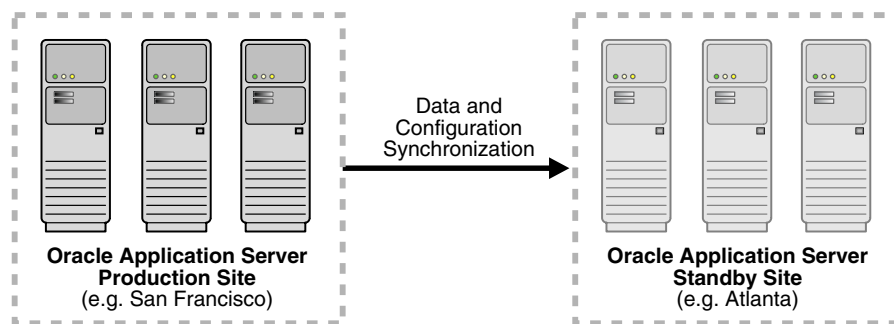 Data and
Configuration
Synchronization
Oracle Application Server
Production Site
(e.g. San Francisco)
Oracle Application Server
Standby Site
(e.g. Atlanta)